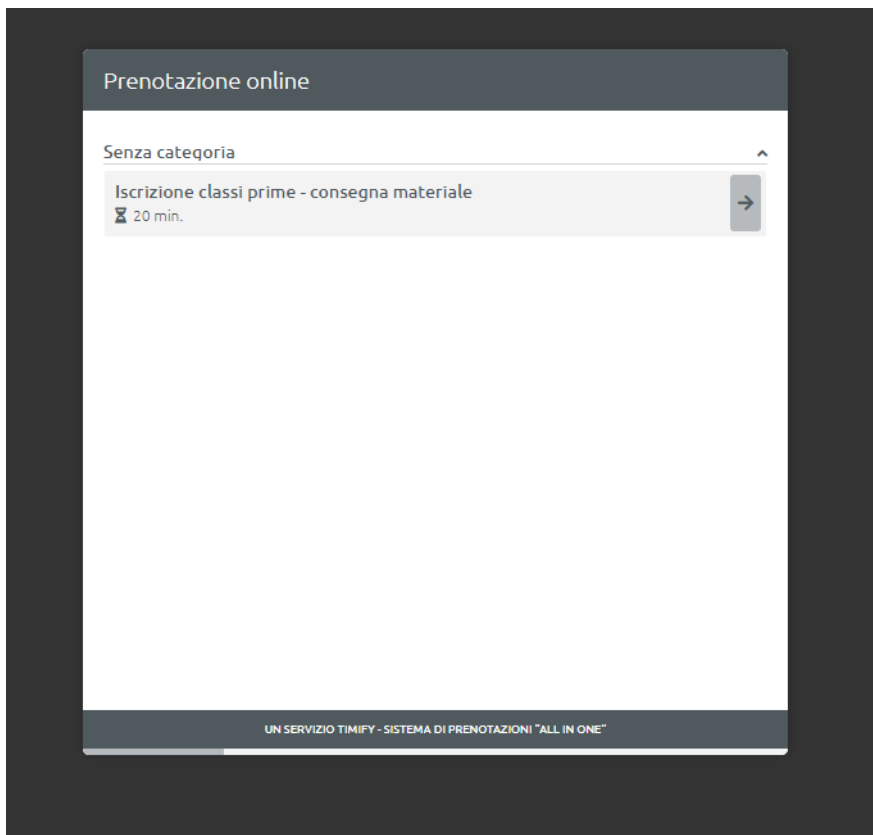 Prenotazione online
Senza categoria
Iscrizione classi prime - consegna materiale
20 min.
UN SERVIZIO TIMIFY - SISTEMA DI PRENOTAZIONI "ALL IN ONE"